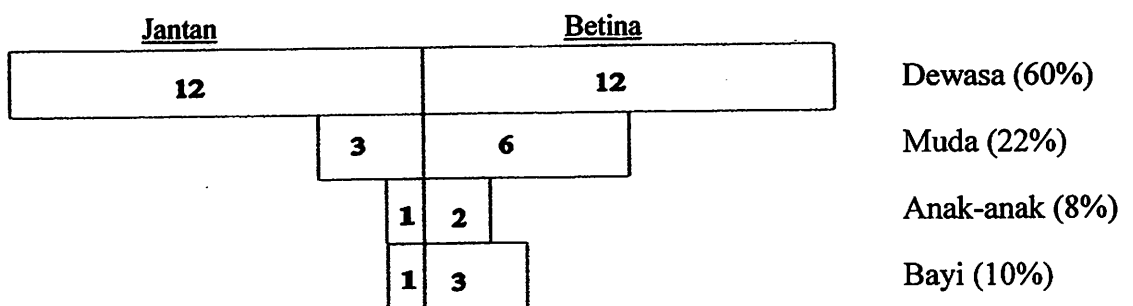 Jantan Betina
12 12 Dewasa (60%)
3 6 Muda (22%)
1 2 Anak-anak (8%)
1 3 Bayi (10%)